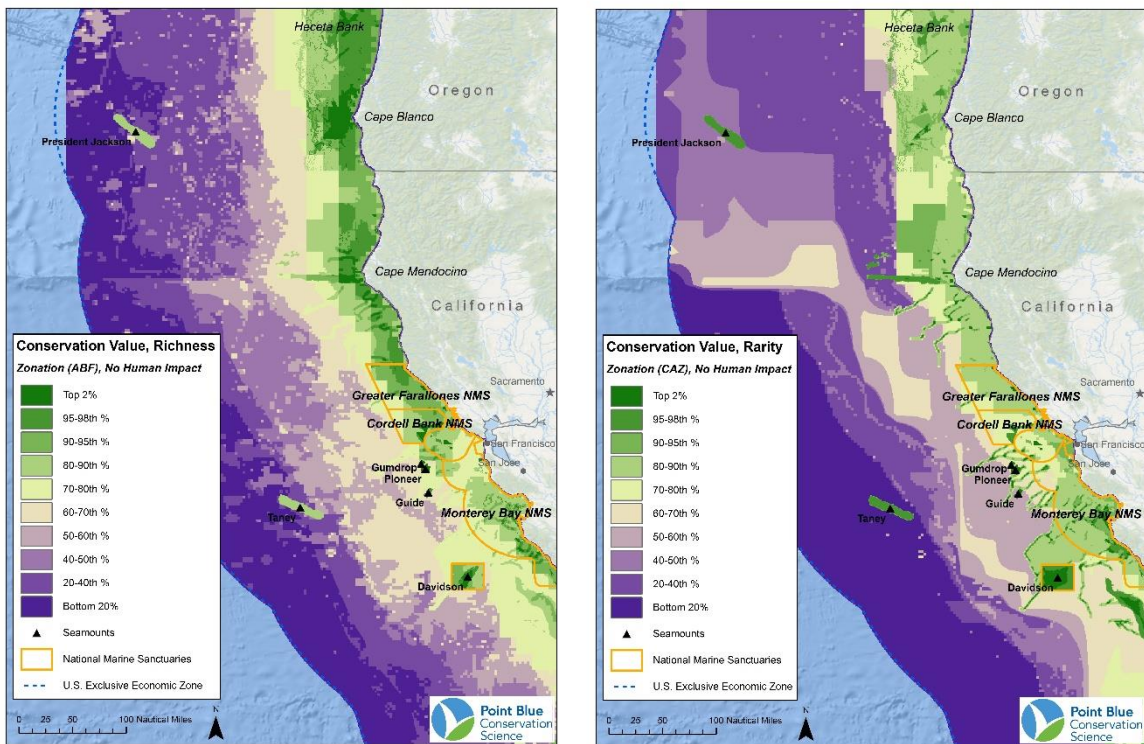 Heceta Bank
Oregon
Cape Blanco
President Jackson
Cape Mendocino
California
Conservation Value, Richness
Zonation (ABF), No Human Impact
Top 2%
95-98th %
90-95th %
80-90th %
70-80th %
60-70th %
50-60th %
40-50th %
20-40th %
Bottom 20%
Seamounts
National Marine Sanctuaries
U.S. Exclusive Economic Zone
Sacramento
Greater Farallones NMS
Cordell Bank NMS
San Francisco
Gumdrop
San Jose
Pioneer
Guide
Taney
Monterey Bay NMS
Davidson
0 25 50 100 Nautical Miles
N
Point Blue
Conservation
Science
Heceta Bank
Oregon
Cape Blanco
President Jackson
Cape Mendocino
California
Conservation Value, Rarity
Zonation (CAZ), No Human Impact
Top 2%
95-98th %
90-95th %
80-90th %
70-80th %
60-70th %
50-60th %
40-50th %
20-40th %
Bottom 20%
Seamounts
National Marine Sanctuaries
U.S. Exclusive Economic Zone
Sacramento
Greater Farallones NMS
Cordell Bank NMS
San Francisco
Gumdrop
San Jose
Pioneer
Guide
Taney
Monterey Bay NMS
Davidson
0 25 50 100 Nautical Miles
N
Point Blue
Conservation
Science